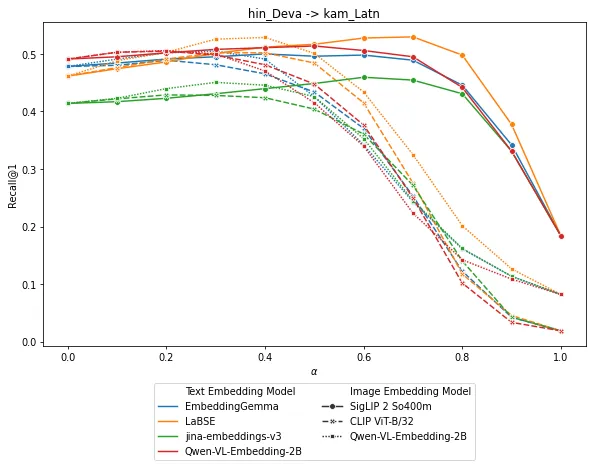 hin_Deva -> kam_Latn
Recall@1
0.5
0.4
0.3
0.2
0.1
0.0
0.0 0.2 0.4 0.6 0.8 1.0
α
Text Embedding Model Image Embedding Model
EmbeddingGemma SigLIP 2 So400m
LaBSE CLIP ViT-B/32
jina-embeddings-v3 Qwen-VL-Embedding-2B
Qwen-VL-Embedding-2B